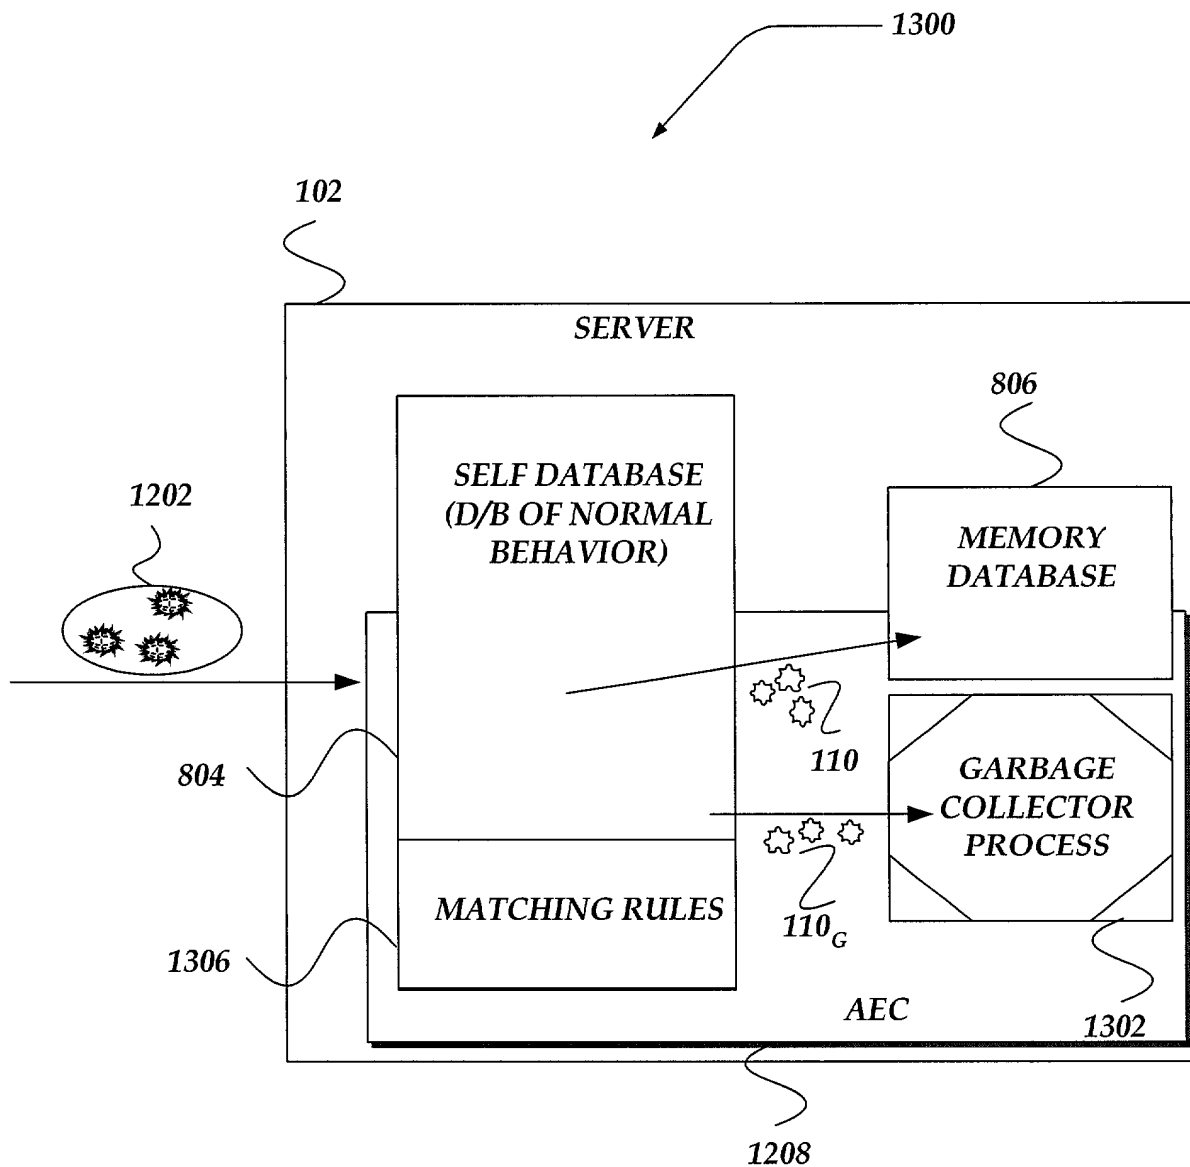 1300
102
SERVER
806
SELF DATABASE
(D/B OF NORMAL
BEHAVIOR)
1202
MEMORY
DATABASE
110
804
GARBAGE
COLLECTOR
PROCESS
MATCHING RULES
110G
1306
AEC
1302
1208